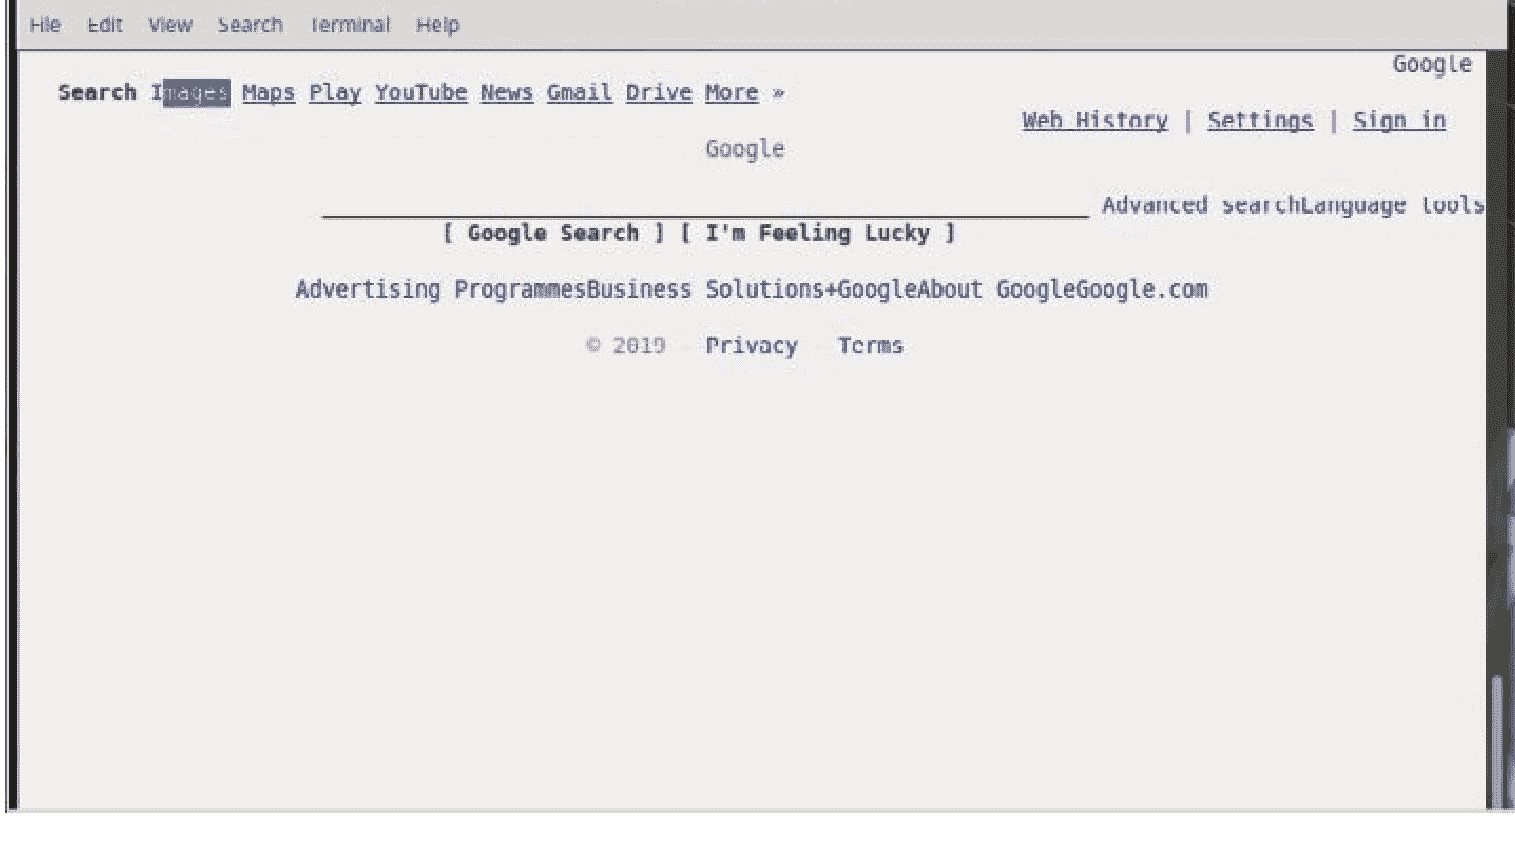 File Edit View Search Terminal Help
Google
Search Images Maps Play YouTube News Gmail Drive More »
Web History | Settings | Sign in
Google
Advanced searchLanguage tools
[ Google Search ] [ I'm Feeling Lucky ]
Advertising ProgrammesBusiness Solutions+GoogleAbout GoogleGoogle.com
© 2019 - Privacy - Terms